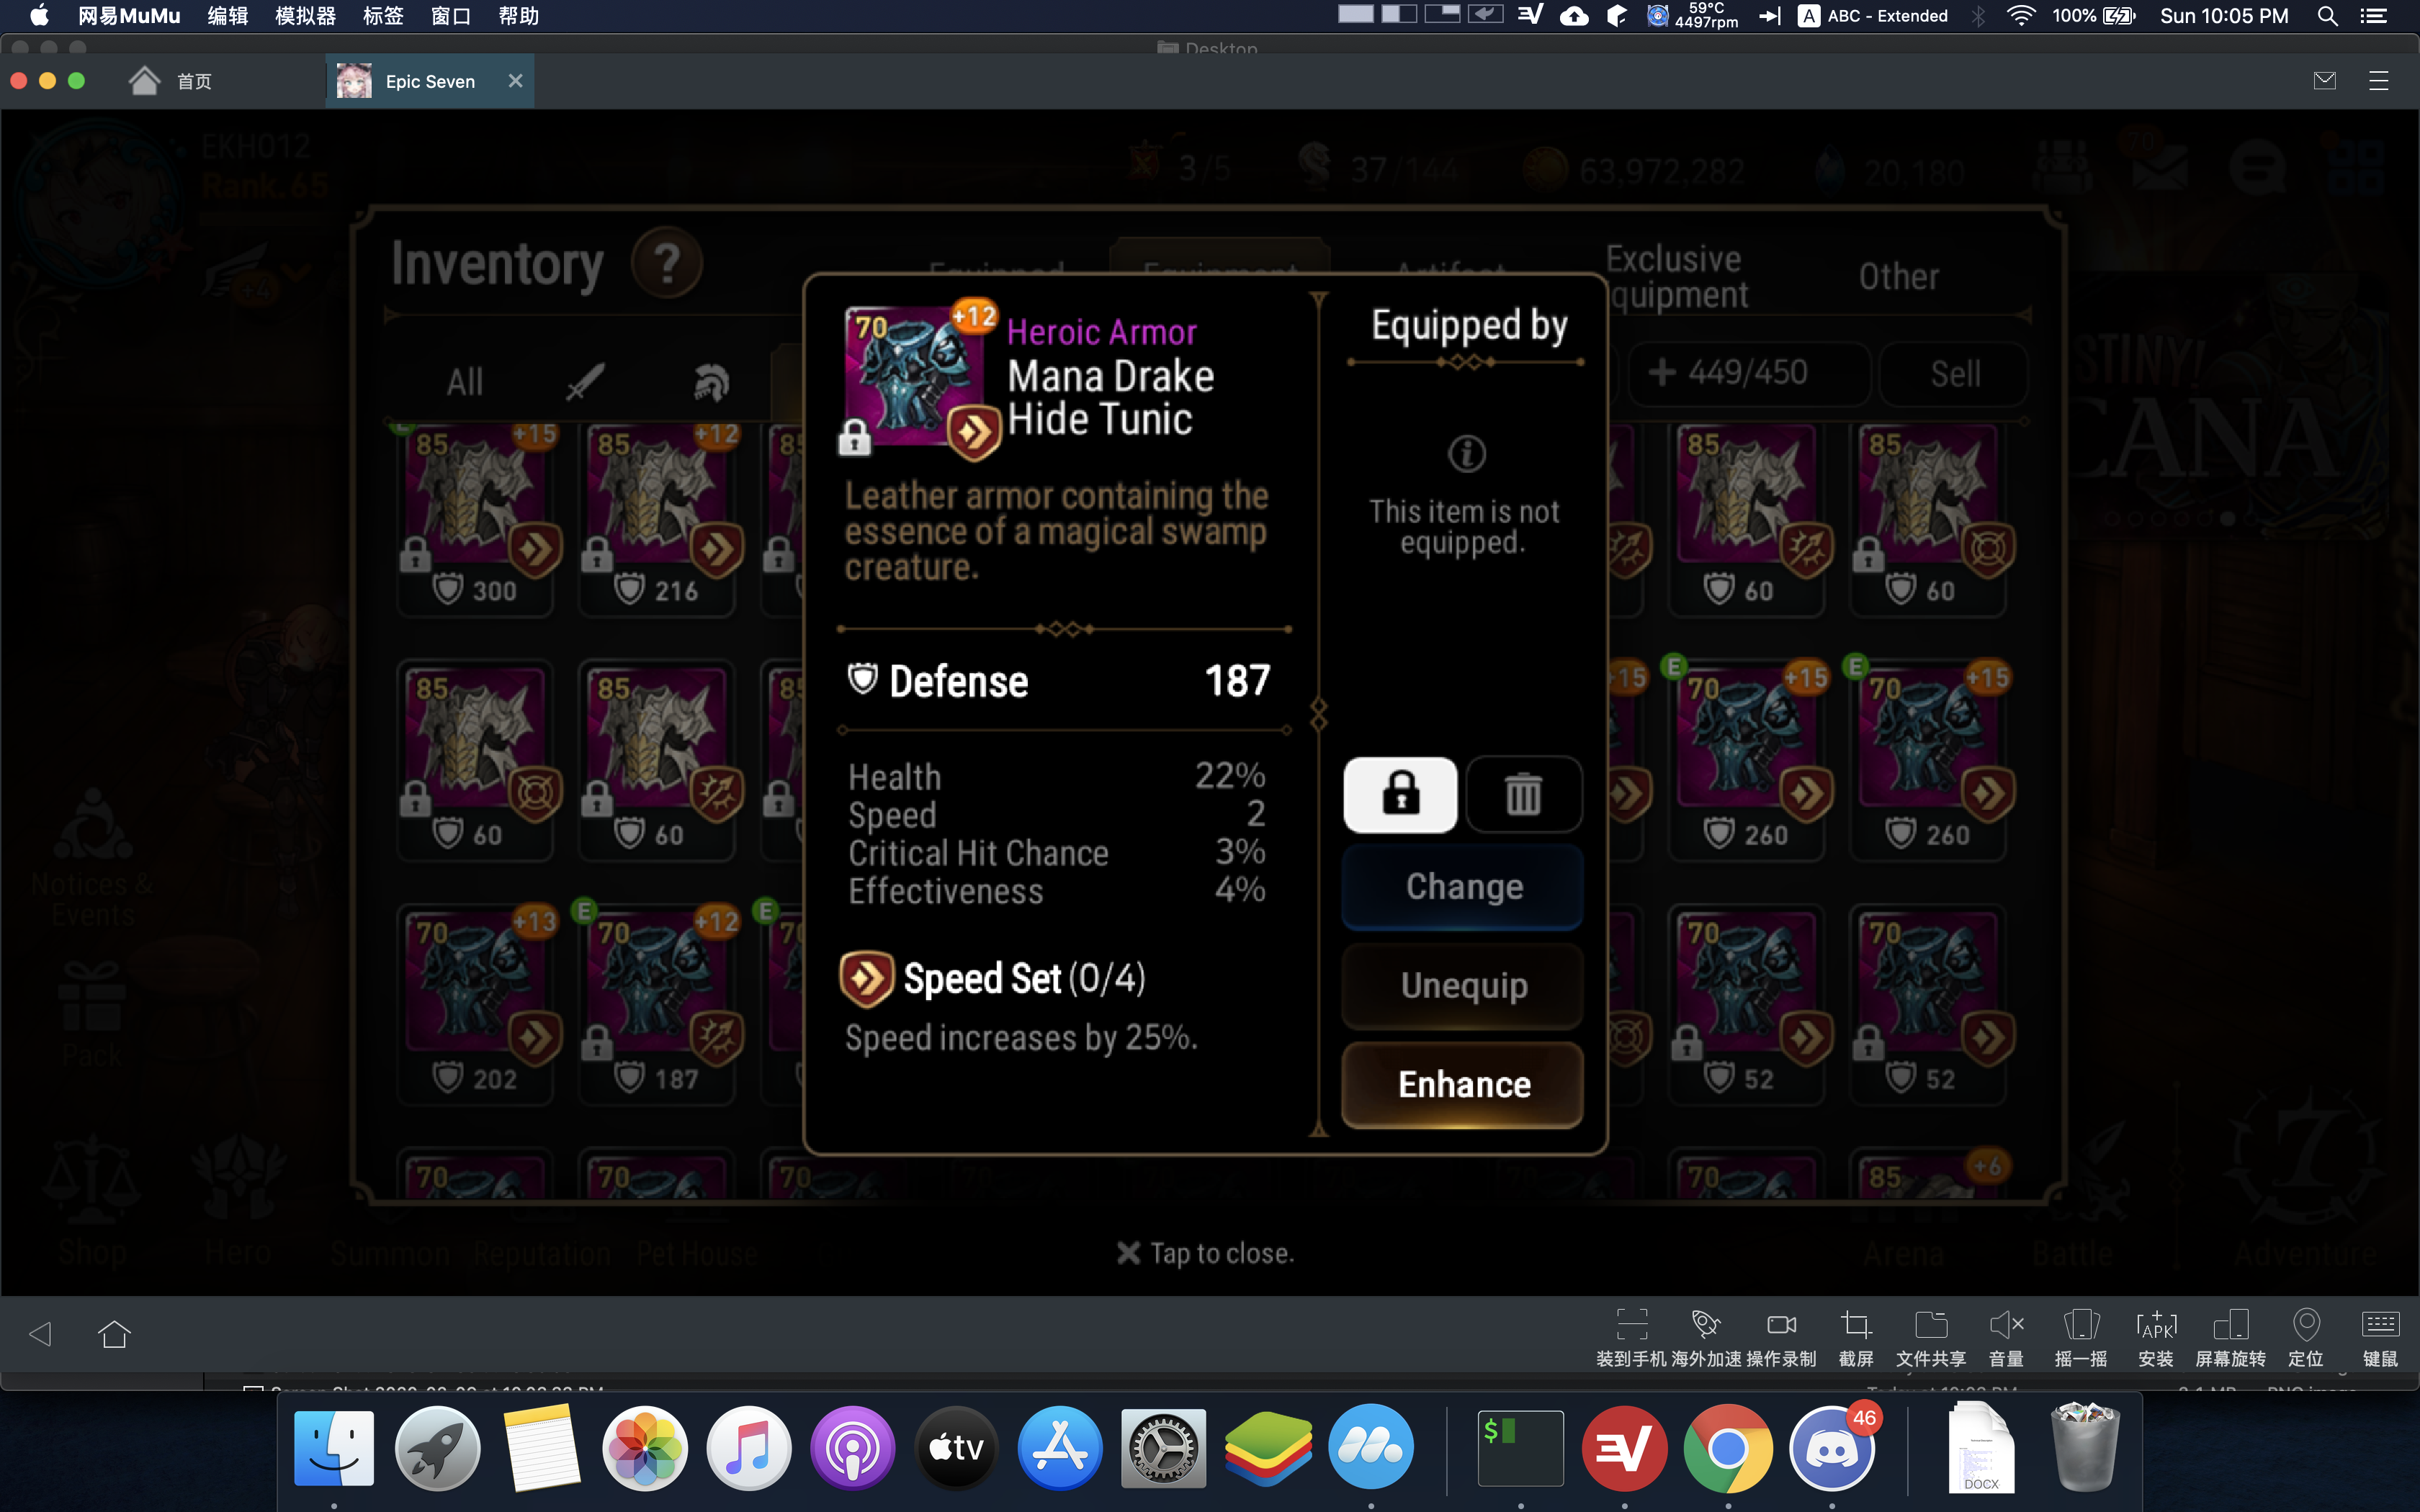 网易MuMu 编辑 模拟器 标签 窗口 帮助 59°C 4497rpm A ABC - Extended 100% Sun 10:05 PM
Desktop
首页 Epic Seven
EKH012
Rank.65
3/5 37/144 63,972,282 20,180 70
+4
Inventory ? Equipped Equipment Artifact Exclusive Equipment Other
All + 449/450 Sell
85 +15 300
85 +12 216
85 60
85 60
85 60
85 60
+15
E 70 +15 260
E 70 +15 260
70 +13 202
E 70 +12 187
E
70 52
70 52
70 70 70 70 85 +6
70 +12
Heroic Armor
Mana Drake
Hide Tunic
Leather armor containing the
essence of a magical swamp
creature.
Defense 187
Health 22%
Speed 2
Critical Hit Chance 3%
Effectiveness 4%
Speed Set (0/4)
Speed increases by 25%.
Equipped by
This item is not
equipped.
Change
Unequip
Enhance
Notices &
Events
Pack
Shop Hero Summon Reputation Pet House Arena Battle Adventure
Tap to close.
装到手机 海外加速 操作录制 截屏 文件共享 音量 摇一摇 APK 安装 屏幕旋转 定位 键鼠
tv $ 46 DOCX